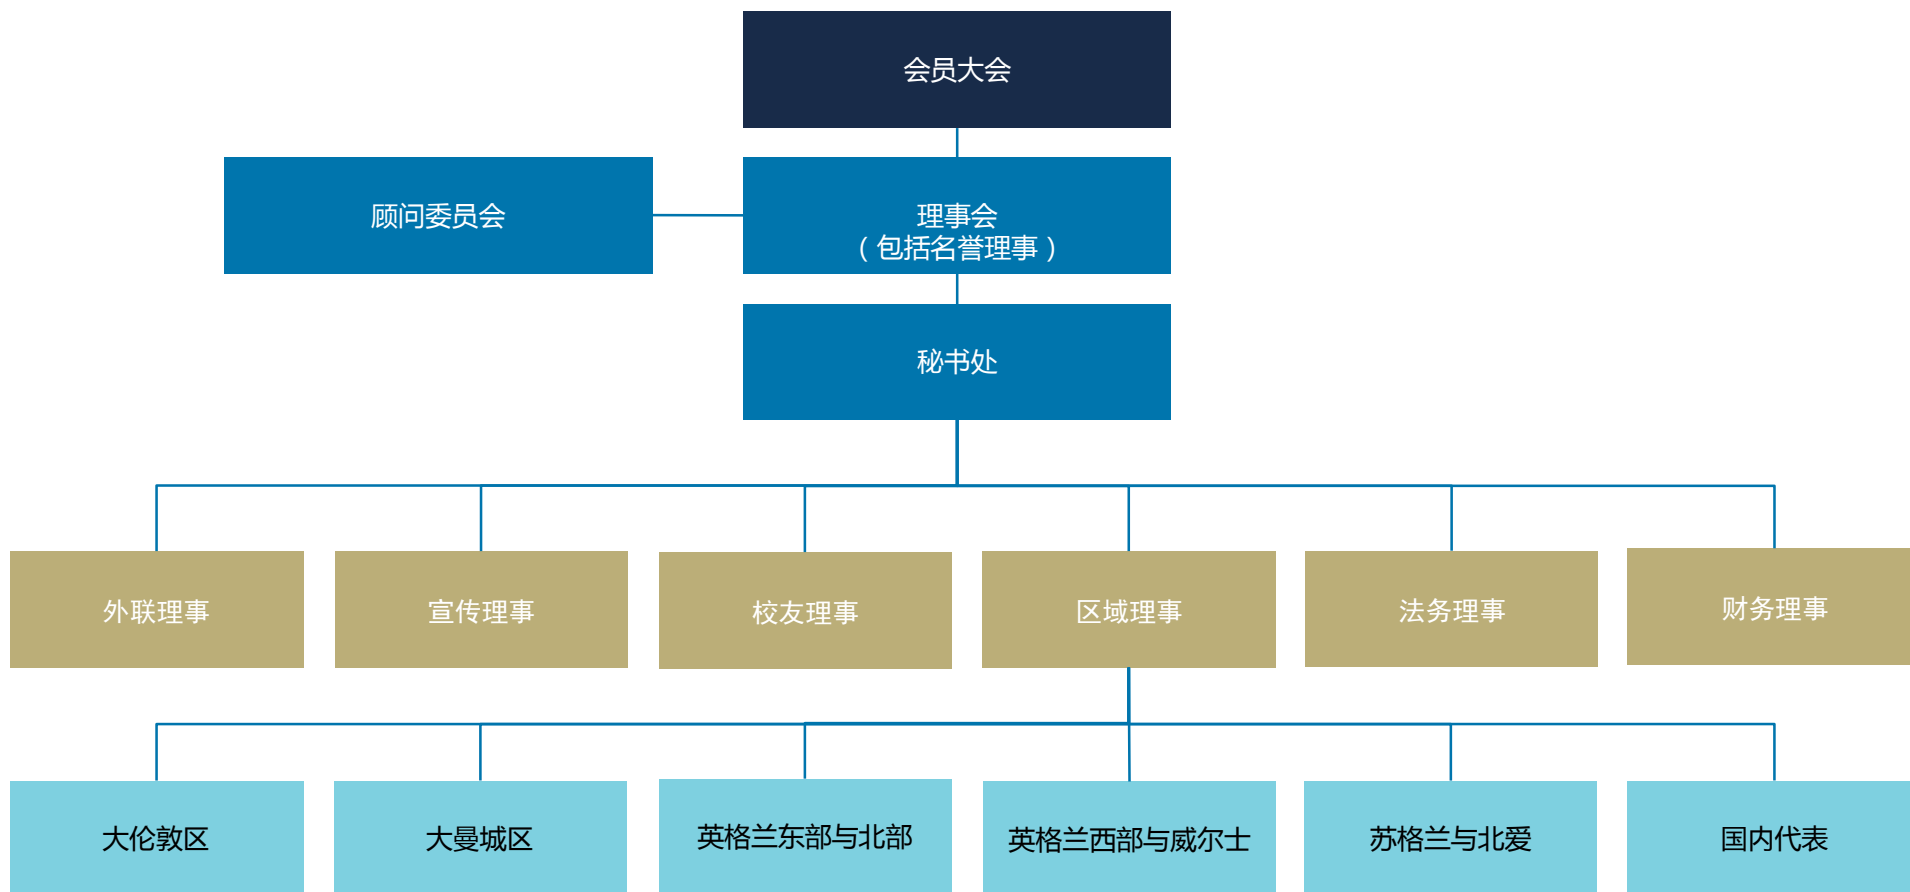 会员大会
顾问委员会
理事会
（包括名誉理事）
秘书处
外联理事
宣传理事
校友理事
区域理事
法务理事
财务理事
大伦敦区
大曼城区
英格兰东部与北部
英格兰西部与威尔士
苏格兰与北爱
国内代表